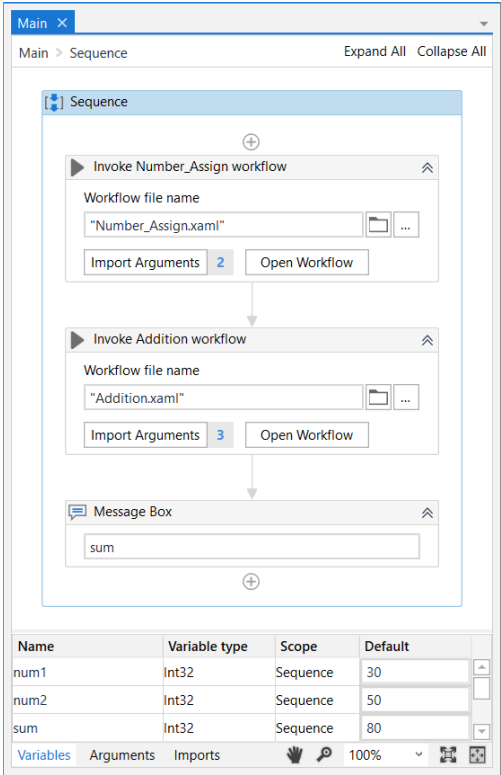 Main
Main > Sequence Expand All Collapse All
Sequence
Invoke Number_Assign workflow
Workflow file name
"Number_Assign.xaml" ...
Import Arguments 2 Open Workflow
Invoke Addition workflow
Workflow file name
"Addition.xaml" ...
Import Arguments 3 Open Workflow
Message Box
sum
Name Variable type Scope Default
num1 Int32 Sequence 30
num2 Int32 Sequence 50
sum Int32 Sequence 80
Variables Arguments Imports 100%